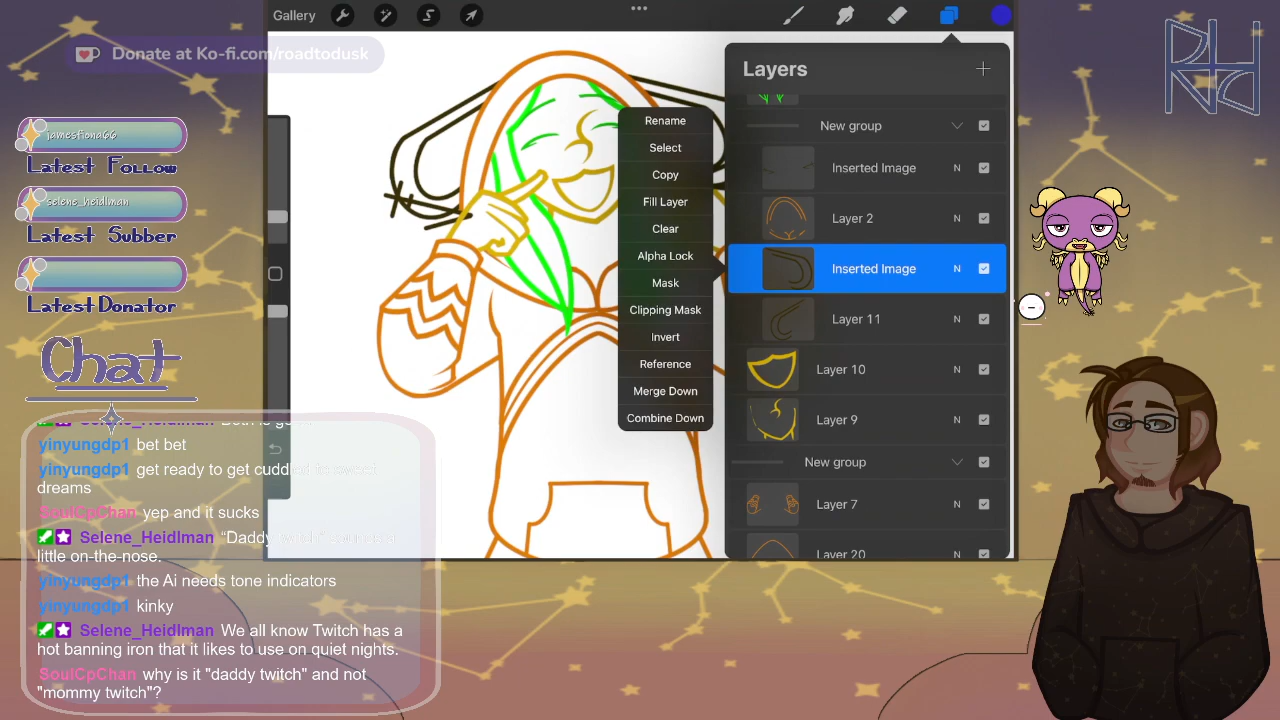 Gallery
Donate at Ko-fi.com/roadtodusk
jamesfiona66
Latest Follow
selene_heidlman
Latest Subber
Latest Donator
Chat
yinyungdp1 bet bet
yinyungdp1 get ready to get
dreams
SoulCpChan yep and it sucks
Selene_Heidlman "Daddy
little on-the-nose.
yinyungdp1 the Ai needs tone indicators
yinyungdp1 kinky
Selene_Heidlman We all know Twitch has a
hot banning iron that it likes to use on quiet nights.
SoulCpChan why is it "daddy twitch" and not
"mommy twitch"?
Rename
Select
Copy
Fill Layer
Clear
Alpha Lock
Mask
Clipping Mask
Invert
Reference
Merge Down
Combine Down
Layers
New group
Inserted Image N
Layer 2 N
Inserted Image N
Layer 11 N
Layer 10 N
Layer 9 N
New group
Layer 7 N
Layer 20 N